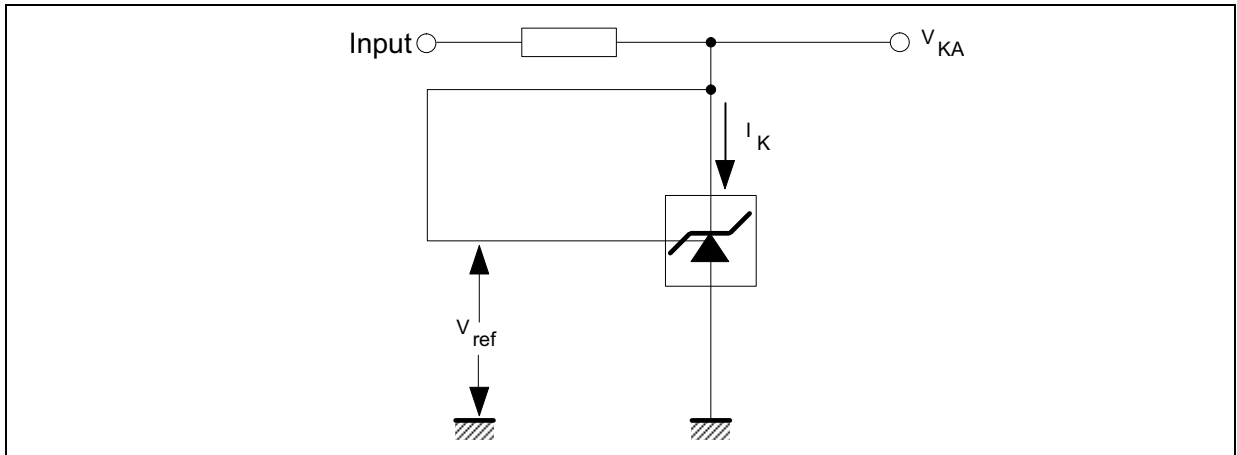 Input
V KA
I K
V ref